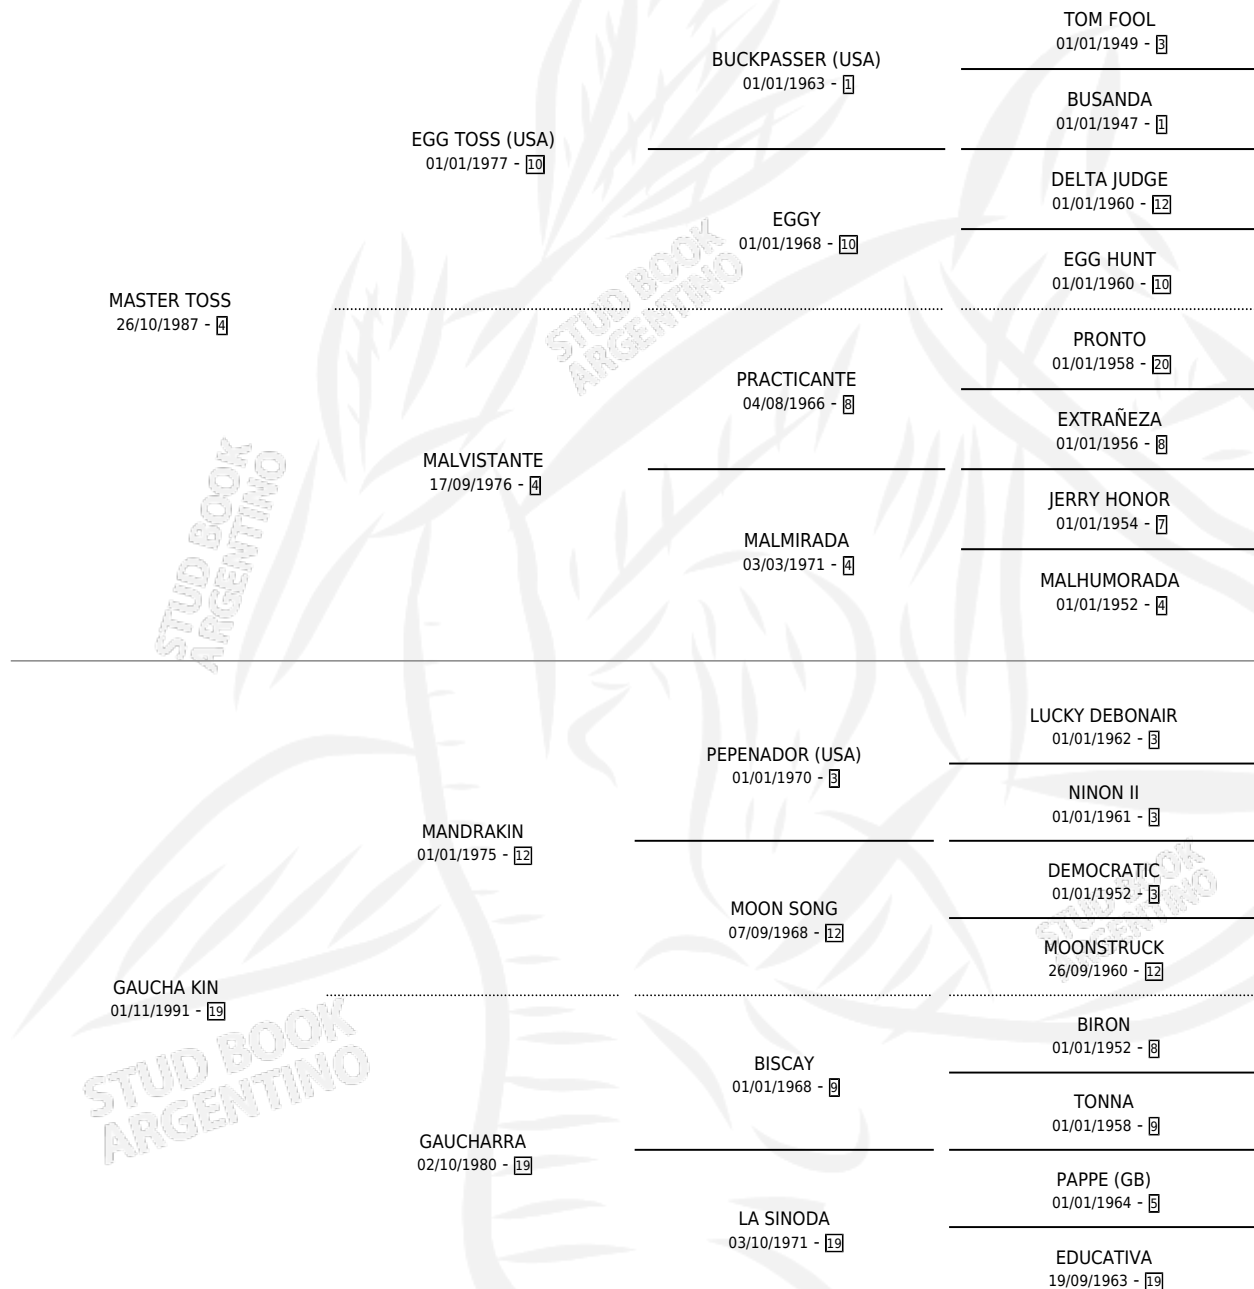 TOM FOOL
01/01/1949 - 3
BUCKPASSER (USA)
01/01/1963 - 1
BUSANDA
01/01/1947 - 1
EGG TOSS (USA)
01/01/1977 - 10
DELTA JUDGE
01/01/1960 - 12
EGGY
01/01/1968 - 10
EGG HUNT
01/01/1960 - 10
STUD BOOK
ARGENTINO
MASTER TOSS
26/10/1987 - 4
PRONTO
01/01/1958 - 20
PRACTICANTE
04/08/1966 - 8
EXTRAÑEZA
01/01/1956 - 8
MALVISTANTE
17/09/1976 - 4
JERRY HONOR
01/01/1954 - 7
MALMIRADA
03/03/1971 - 4
MALHUMORADA
01/01/1952 - 4
STUD BOOK
ARGENTINO
LUCKY DEBONAIR
01/01/1962 - 3
PEPENADOR (USA)
01/01/1970 - 3
NINON II
01/01/1961 - 3
MANDRAKIN
01/01/1975 - 12
DEMOCRATIC
01/01/1952 - 3
MOON SONG
07/09/1968 - 12
MOONSTRUCK
26/09/1960 - 12
STUD BOOK
ARGENTINO
GAUCHA KIN
01/11/1991 - 19
BIRON
01/01/1952 - 8
BISCAY
01/01/1968 - 9
TONNA
01/01/1958 - 9
STUD BOOK
ARGENTINO
GAUCHARRA
02/10/1980 - 19
PAPPE (GB)
01/01/1964 - 5
LA SINODA
03/10/1971 - 19
EDUCATIVA
19/09/1963 - 19